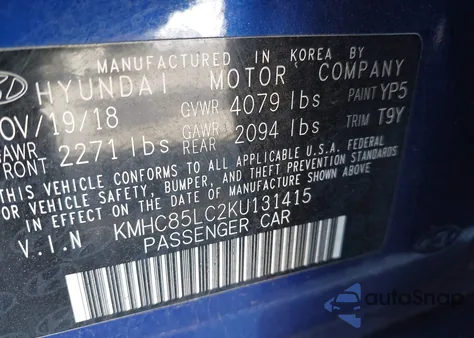 MANUFACTURED IN KOREA BY
HYUNDAI MOTOR COMPANY
OV/19/18 GVWR 4079 lbs PAINT YP5
GAWR FRONT 2271 lbs GAWR REAR 2094 lbs TRIM T9Y
THIS VEHICLE CONFORMS TO ALL APPLICABLE U.S.A. FEDERAL
MOTOR VEHICLE SAFETY, BUMPER, AND THEFT PREVENTION STANDARDS
IN EFFECT ON THE DATE OF MANUFACTURE SHOWN ABOVE.
V.I.N KMHC85LC2KU131415
PASSENGER CAR
autoSnap